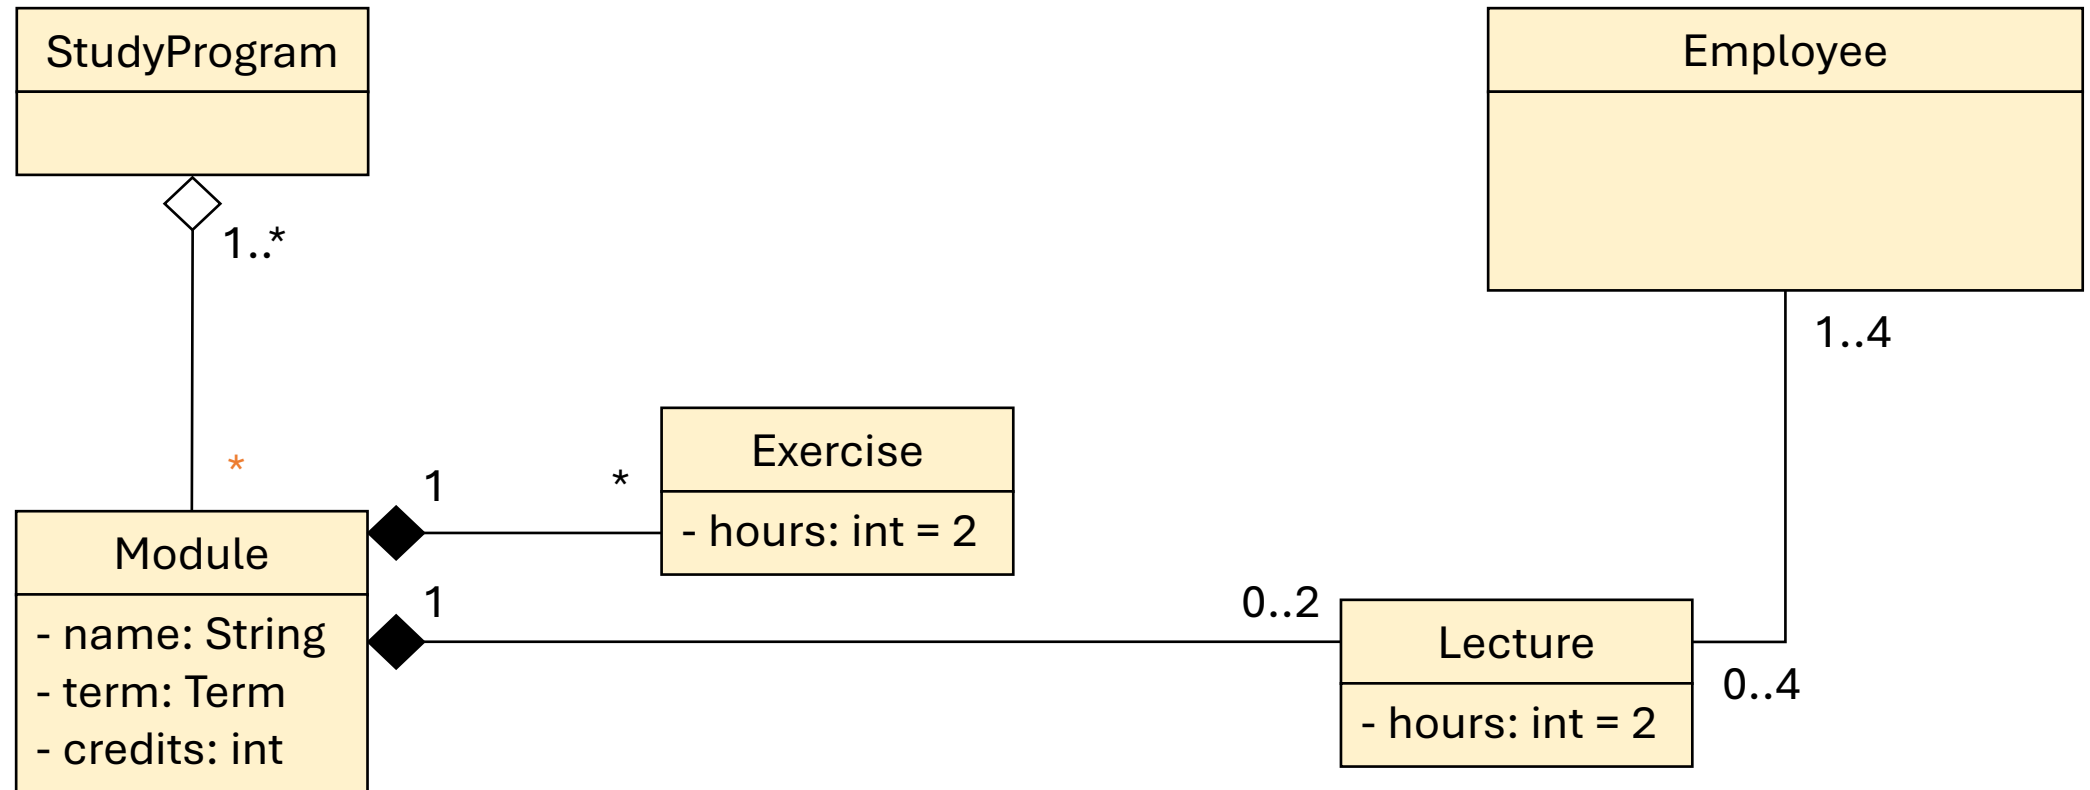 StudyProgram
Employee
1..*
1..4
*
1
*
Exercise
- hours: int = 2
Module
- name: String
- term: Term
- credits: int
1
0..2
Lecture
- hours: int = 2
0..4